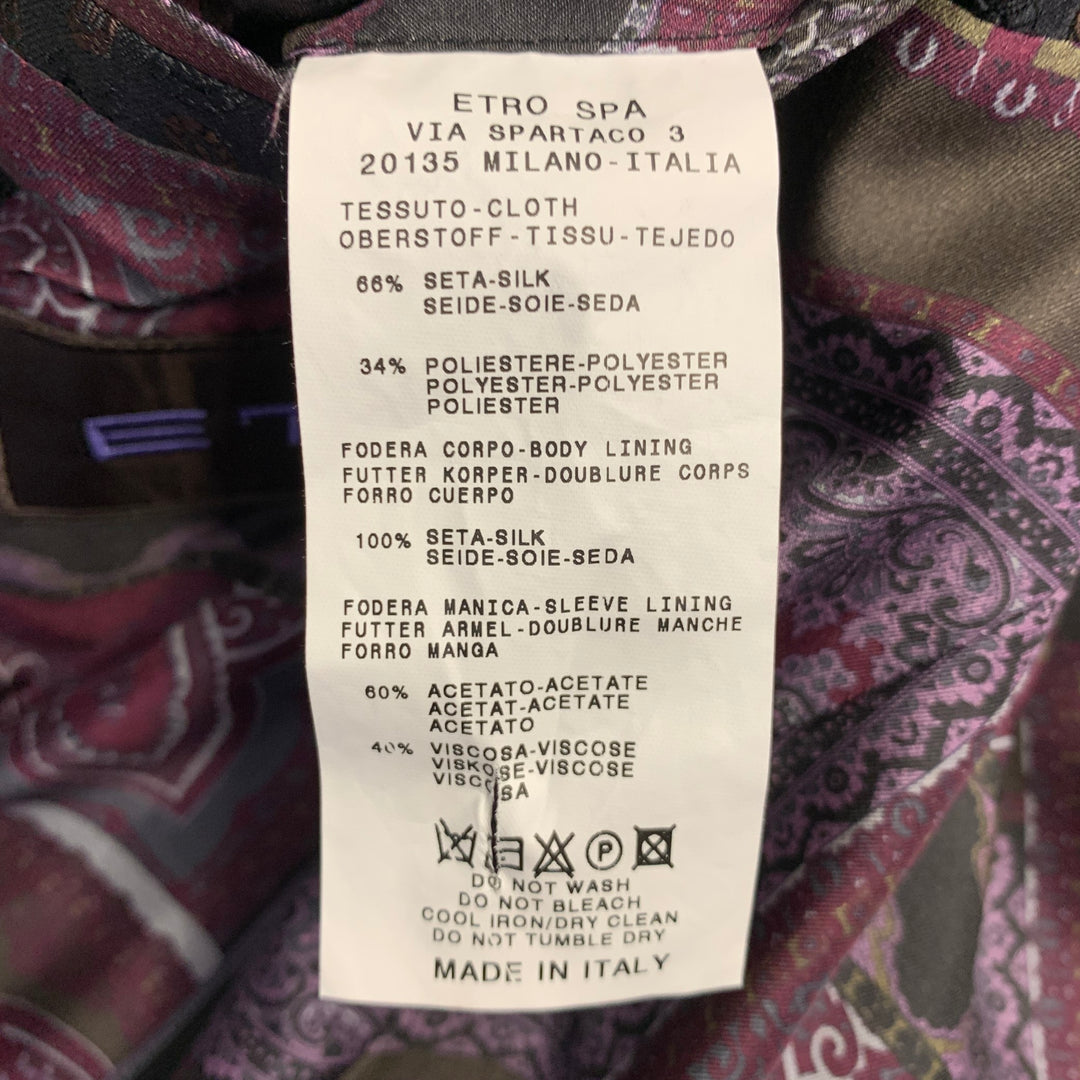 ETRO SPA
VIA SPARTACO 3
20135 MILANO-ITALIA
TESSUTO-CLOTH
OBERSTOFF-TISSU-TEJEDO
66% SETA-SILK
SEIDE-SOIE-SEDA
34% POLIESTERE-POLYESTER
POLYESTER-POLYESTER
POLIESTER
FODERA CORPO-BODY LINING
FUTTER KORPER-DOUBLURE CORPS
FORRO CUERPO
100% SETA-SILK
SEIDE-SOIE-SEDA
FODERA MANICA-SLEEVE LINING
FUTTER ARMEL-DOUBLURE MANCHE
FORRO MANGA
60% ACETATO-ACETATE
ACETAT-ACETATE
ACETATO
40% VISCOSA-VISCOSE
VISKOSE-VISCOSE
VISCOSA
P
DO NOT WASH
DO NOT BLEACH
COOL IRON/DRY CLEAN
DO NOT TUMBLE DRY
MADE IN ITALY
ET